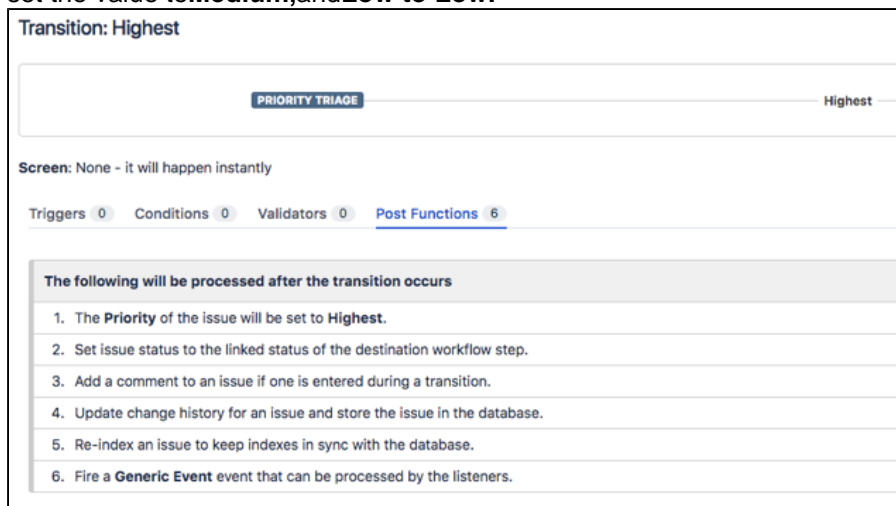 Transition: Highest
PRIORITY TRIAGE
Highest
Screen: None - it will happen instantly
Triggers 0 Conditions 0 Validators 0 Post Functions 6
The following will be processed after the transition occurs
1. The Priority of the issue will be set to Highest.
2. Set issue status to the linked status of the destination workflow step.
3. Add a comment to an issue if one is entered during a transition.
4. Update change history for an issue and store the issue in the database.
5. Re-index an issue to keep indexes in sync with the database.
6. Fire a Generic Event event that can be processed by the listeners.